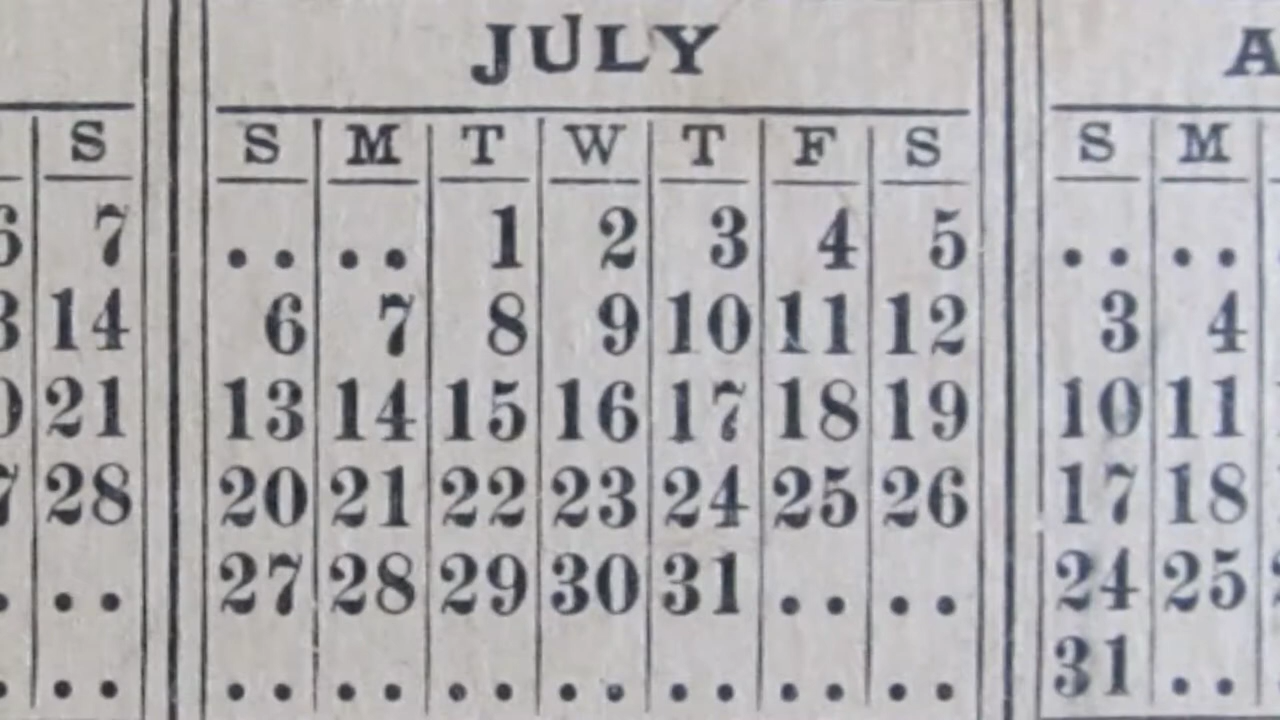 JULY A
S S M T W T F S S M
6 7 .. .. 1 2 3 4 5 .. ..
14 6 7 8 9 10 11 12 3 4
21 13 14 15 16 17 18 19 10 11
28 20 21 22 23 24 25 26 17 18
.. 27 28 29 30 31 .. .. 24 25
.. .. .. .. .. .. .. .. 31 ..